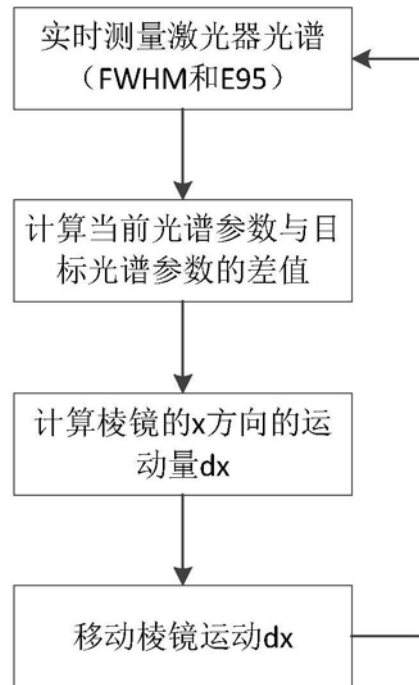 实时测量激光器光谱
（FWHM和E95）
计算当前光谱参数与目
标光谱参数的差值
计算棱镜的x方向的运
动量dx
移动棱镜运动dx